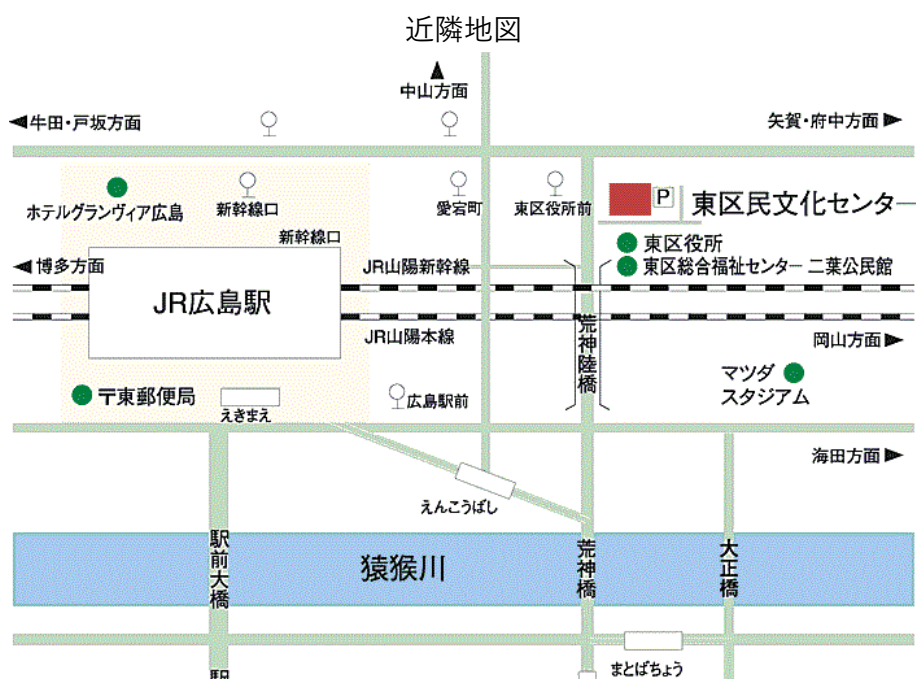 近隣地図
中山方面
牛田・戸坂方面
矢賀・府中方面
ホテルグランヴィア広島
新幹線口
愛宕町
東区役所前
P
東区民文化センター
新幹線口
東区役所
博多方面
JR山陽新幹線
東区総合福祉センター 二葉公民館
JR広島駅
荒神陸橋
JR山陽本線
岡山方面
マツダ
スタジアム
〒東郵便局
えきまえ
広島駅前
海田方面
えんこうばし
駅前大橋
猿猴川
荒神橋
大正橋
まとばちょう
駅